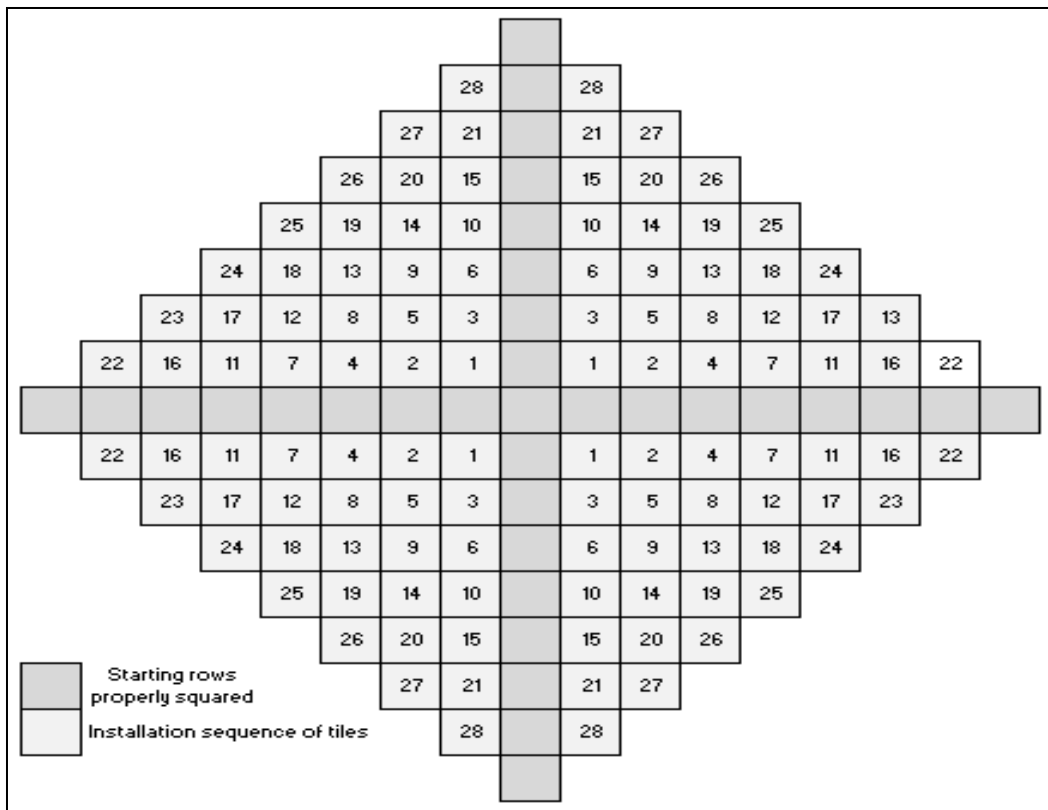 28 28
27 21 21 27
26 20 15 15 20 26
25 19 14 10 10 14 19 25
24 18 13 9 6 6 9 13 18 24
23 17 12 8 5 3 3 5 8 12 17 13
22 16 11 7 4 2 1 1 2 4 7 11 16 22
22 16 11 7 4 2 1 1 2 4 7 11 16 22
23 17 12 8 5 3 3 5 8 12 17 23
24 18 13 9 6 6 9 13 18 24
25 19 14 10 10 14 19 25
26 20 15 15 20 26
27 21 21 27
28 28
Starting rows
properly squared
Installation sequence of tiles